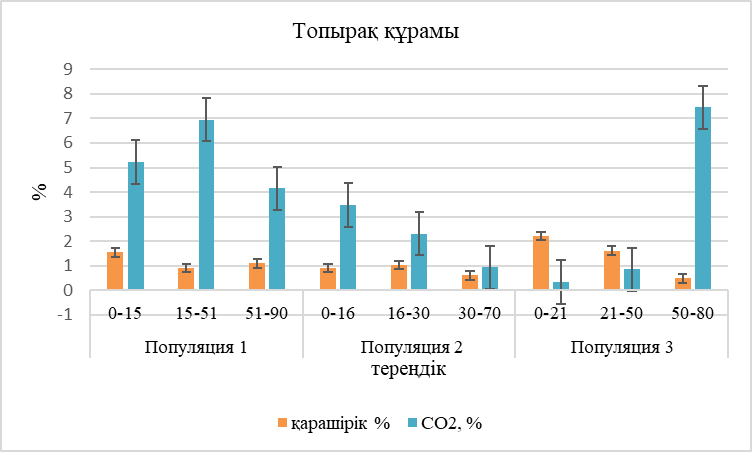 Топырақ құрамы
9
8
7
6
5
4
3
2
1
0
-1
%
0-15 15-51 51-90 0-16 16-30 30-70 0-21 21-50 50-80
Популяция 1 Популяция 2 Популяция 3
тереңдік
қарашірік % CO2, %